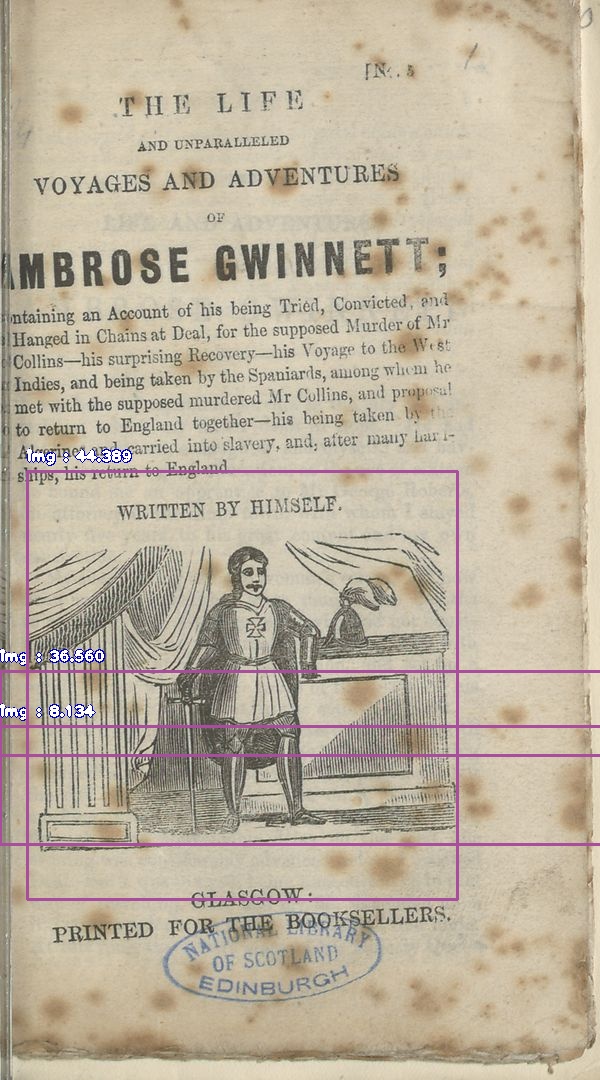 [No. 5
1
THE LIFE
AND UNPARALLELED
VOYAGES AND ADVENTURES
OF
AMBROSE GWINNETT;
ontaining an Account of his being Tried, Convicted, and
Hanged in Chains at Deal, for the supposed Murder of Mr
Collins—his surprising Recovery—his Voyage to the West
Indies, and being taken by the Spaniards, among whom he
met with the supposed murdered Mr Collins, and proposal
to return to England together—his being taken by the
Algerines and carried into slavery, and, after many hard-
Img : 44.389
ships, his return to England.
WRITTEN BY HIMSELF.
Img : 36.560
Img : 8.134
GLASGOW:
PRINTED FOR THE BOOKSELLERS.
NATIONAL LIBRARY
OF SCOTLAND
EDINBURGH